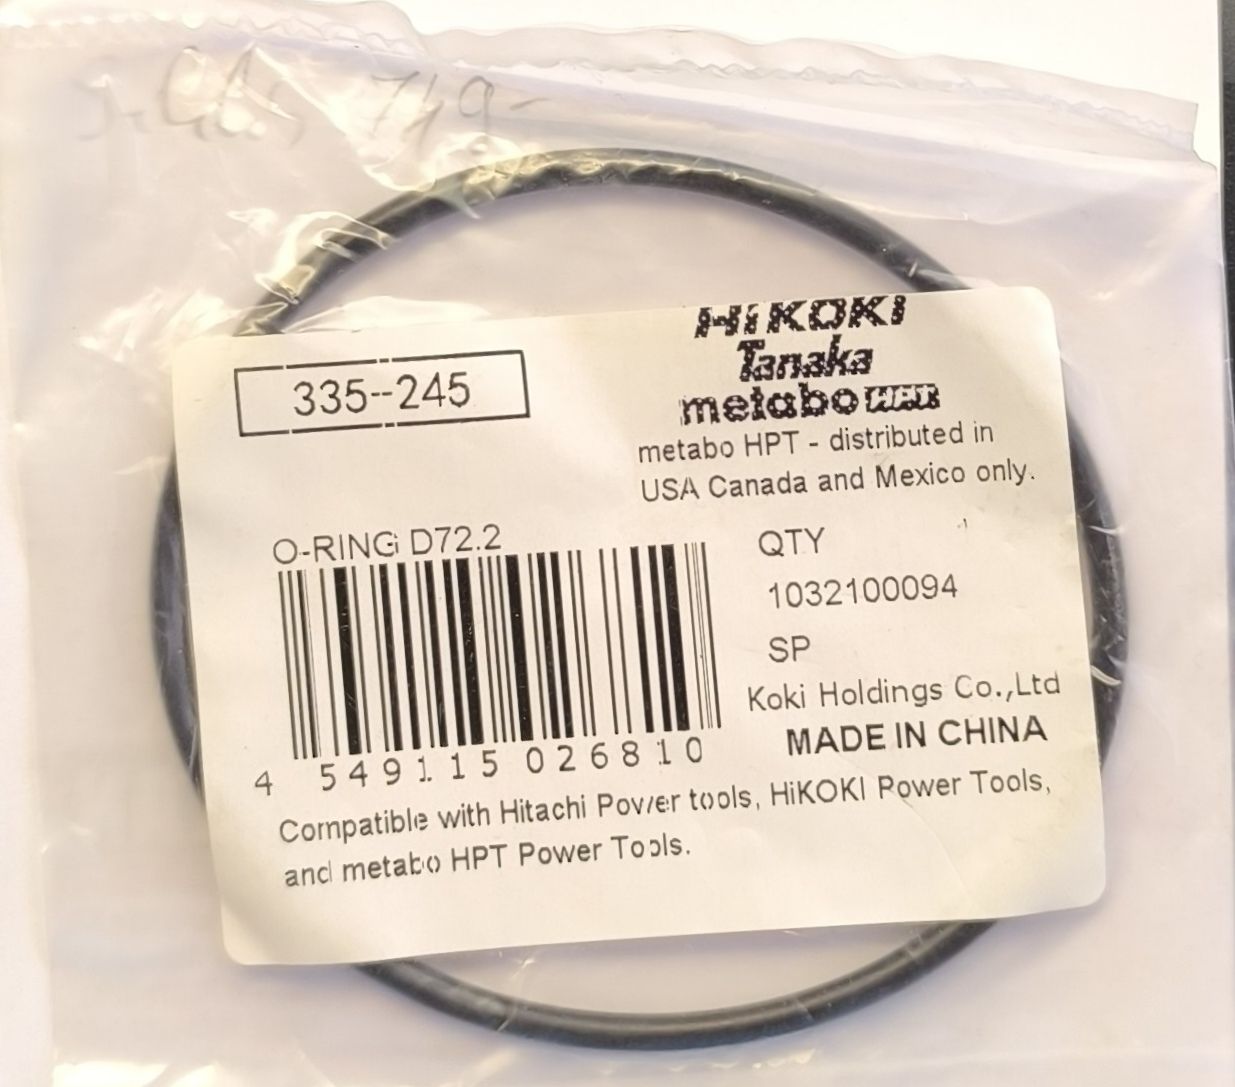 335-245
HiKOKI
Tanaka
metabo HPT
metabo HPT - distributed in
USA Canada and Mexico only.
O-RING D72.2
QTY
1032100094
SP
Koki Holdings Co.,Ltd
MADE IN CHINA
4 549115 026810
Compatible with Hitachi Power tools, HiKOKI Power Tools,
and metabo HPT Power Tools.